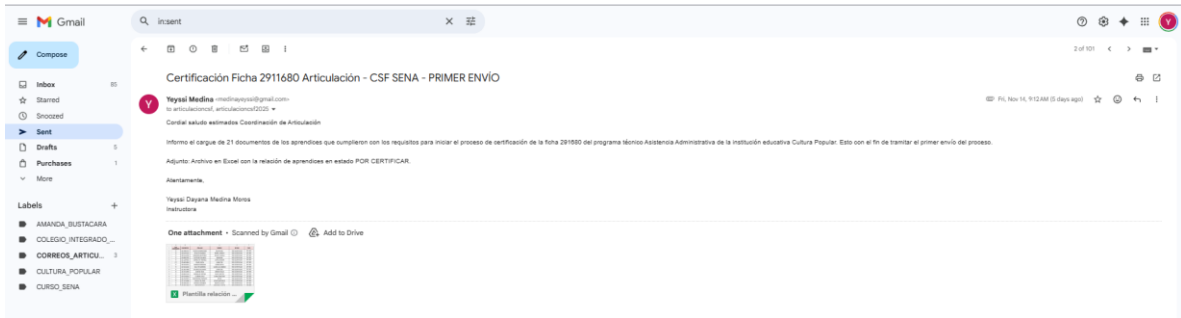 Gmail
in:sent
Compose
2 of 101
Certificación Ficha 2911680 Articulación - CSF SENA - PRIMER ENVÍO
Inbox 85
Starred
Snoozed
Sent
Drafts 5
Purchases 1
More
Labels
AMANDA_BUSTACARA
COLEGIO_INTEGRADO_...
CORREOS_ARTICU... 3
CULTURA_POPULAR
CURSO_SENA
Y
Yeyssi Medina <medinayeyssi@gmail.com>
Fri, Nov 14, 9:12 AM (5 days ago)
to articulacioncsf, articulacioncsf2025
Cordial saludo estimados Coordinación de Articulación
Informo el cargue de 21 documentos de los aprendices que cumplieron con los requisitos para iniciar el proceso de certificación de la ficha 291680 del programa técnico Asistencia Administrativa de la institución educativa Cultura Popular. Esto con el fin de tramitar el primer envío del proceso.
Adjunto: Archivo en Excel con la relación de aprendices en estado POR CERTIFICAR.
Atentamente,
Yeyssi Dayana Medina Moros
Instructora
One attachment • Scanned by Gmail
Add to Drive
Plantilla relación ...
Y